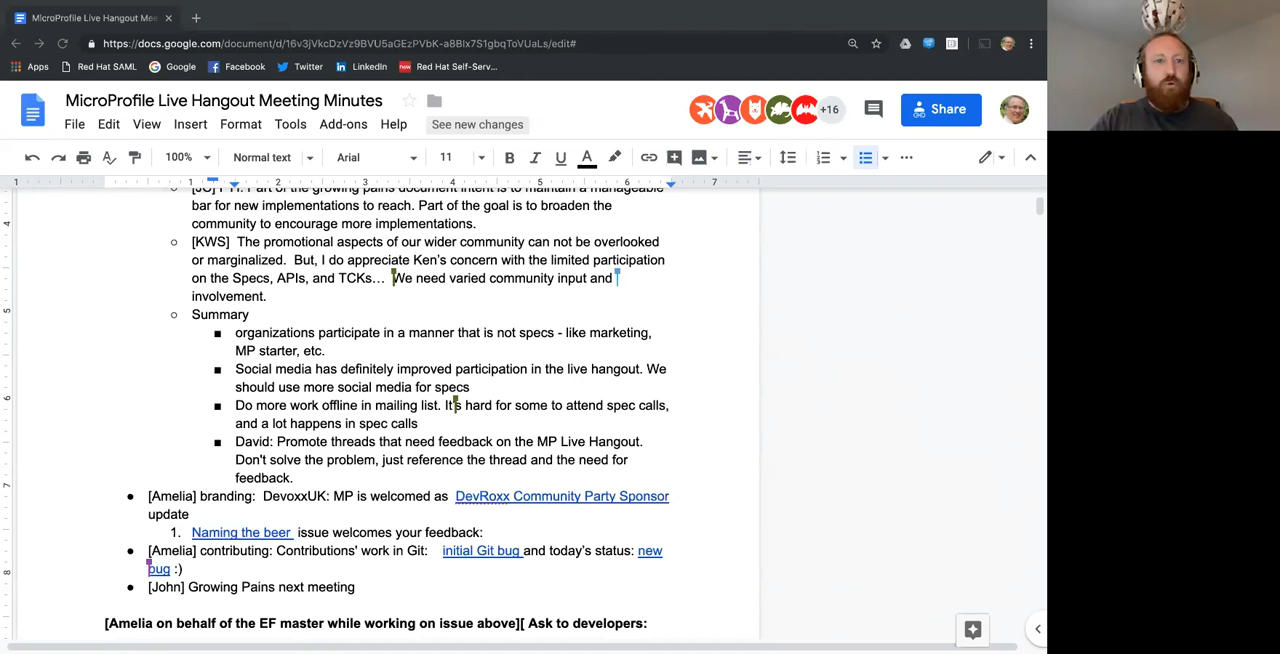 MicroProfile Live Hangout Mee
https://docs.google.com/document/d/16v3jVkcDzVz9BVU5aGEzPVbK-a8Blx7S1gbqToVUaLs/edit#
Apps Red Hat SAML Google Facebook Twitter LinkedIn Red Hat Self-Serv...
MicroProfile Live Hangout Meeting Minutes
File Edit View Insert Format Tools Add-ons Help See new changes
+16
Share
100% Normal text Arial 11
1 1 2 3 4 5 6 7
bar for new implementations to reach. Part of the goal is to broaden the
community to encourage more implementations.
○ [KWS] The promotional aspects of our wider community can not be overlooked
or marginalized. But, I do appreciate Ken's concern with the limited participation
on the Specs, APIs, and TCKs… We need varied community input and
involvement.
○ Summary
■ organizations participate in a manner that is not specs - like marketing,
MP starter, etc.
■ Social media has definitely improved participation in the live hangout. We
should use more social media for specs
■ Do more work offline in mailing list. It's hard for some to attend spec calls,
and a lot happens in spec calls
■ David: Promote threads that need feedback on the MP Live Hangout.
Don't solve the problem, just reference the thread and the need for
feedback.
● [Amelia] branding: DevoxxUK: MP is welcomed as DevRoxx Community Party Sponsor
update
1. Naming the beer issue welcomes your feedback:
● [Amelia] contributing: Contributions' work in Git: initial Git bug and today's status: new
bug :)
● [John] Growing Pains next meeting
[Amelia on behalf of the EF master while working on issue above][ Ask to developers: